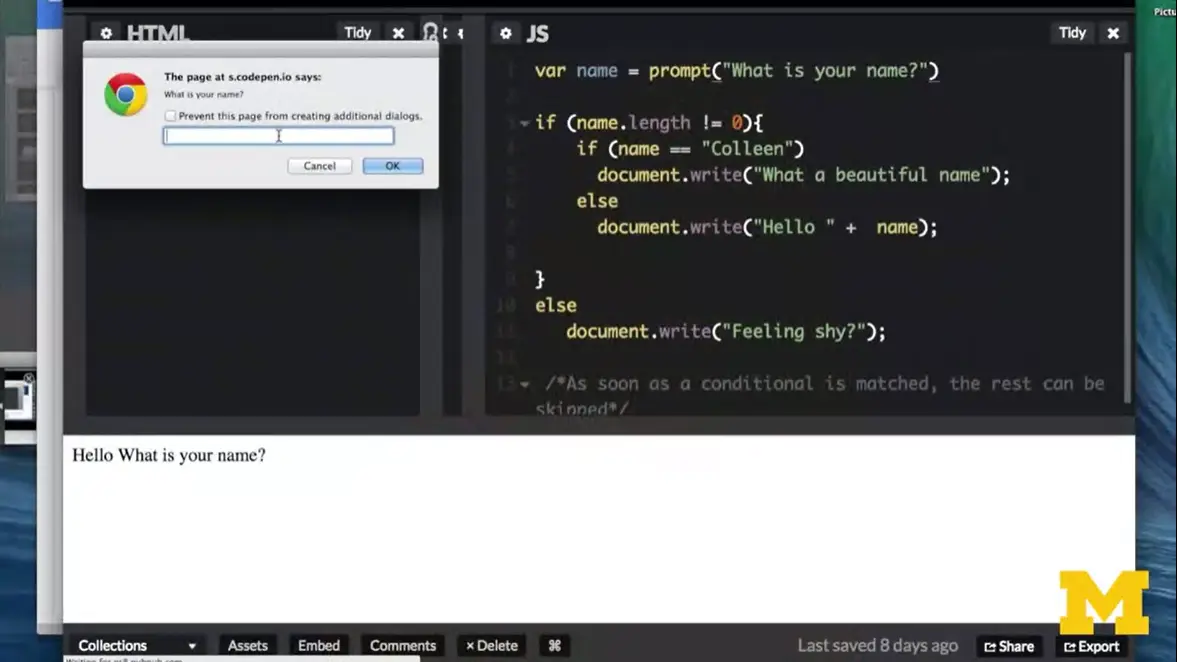 Pictu
HTML
Tidy
JS
Tidy
The page at s.codepen.io says:
What is your name?
Prevent this page from creating additional dialogs.
Cancel
OK
var name = prompt("What is your name?")
if (name.length != 0){
if (name == "Colleen")
document.write("What a beautiful name");
else
document.write("Hello " + name);
}
10 else
document.write("Feeling shy?");
13 /*As soon as a conditional is matched, the rest can be
skipped*/
Hello What is your name?
Collections
Assets
Embed
Comments
× Delete
⌘
Last saved 8 days ago
Share
Export
M